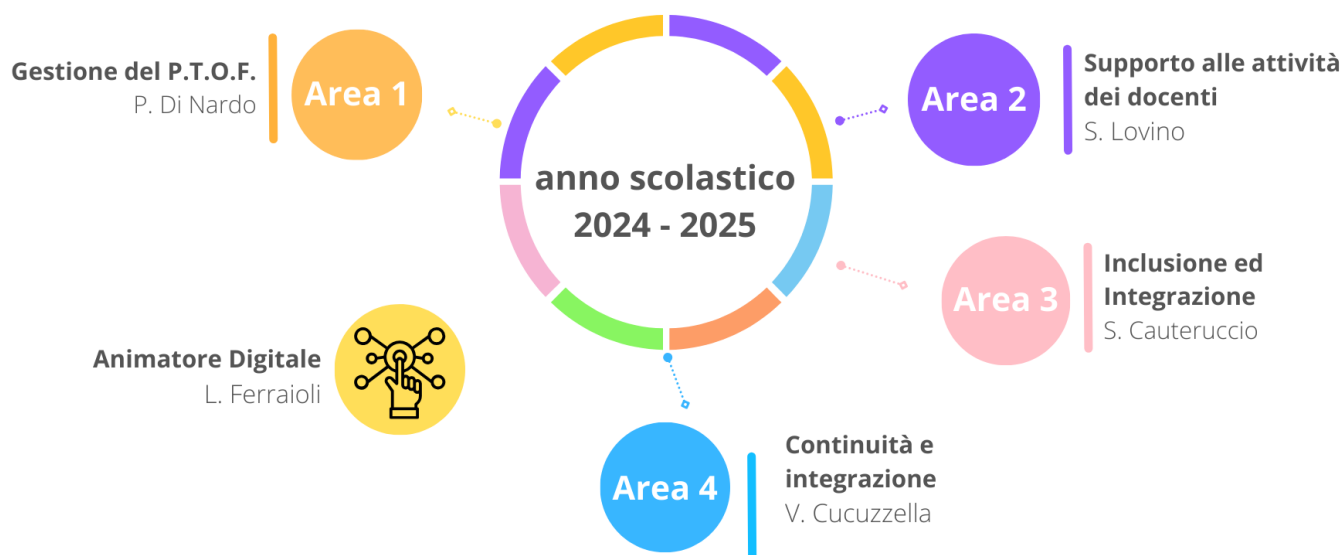 Gestione del P.T.O.F.
P. Di Nardo
Area 1
anno scolastico
2024 - 2025
Area 2
Supporto alle attività
dei docenti
S. Lovino
Area 3
Inclusione ed
Integrazione
S. Cauteruccio
Animatore Digitale
L. Ferraioli
Area 4
Continuità e
integrazione
V. Cucuzzella